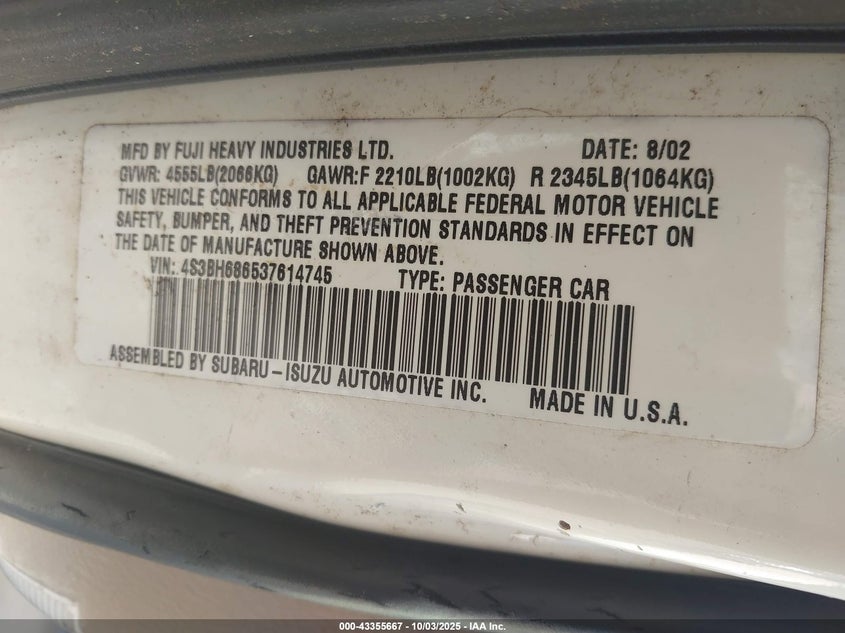 MFD BY FUJI HEAVY INDUSTRIES LTD. DATE: 8/02
GVWR: 4555LB(2066KG) GAWR:F 2210LB(1002KG) R 2345LB(1064KG)
THIS VEHICLE CONFORMS TO ALL APPLICABLE FEDERAL MOTOR VEHICLE
SAFETY, BUMPER, AND THEFT PREVENTION STANDARDS IN EFFECT ON
THE DATE OF MANUFACTURE SHOWN ABOVE.
VIN: 4S3BH686537614745 TYPE: PASSENGER CAR
ASSEMBLED BY SUBARU-ISUZU AUTOMOTIVE INC. MADE IN U.S.A.
000-43355667 - 10/03/2025 - IAA Inc.